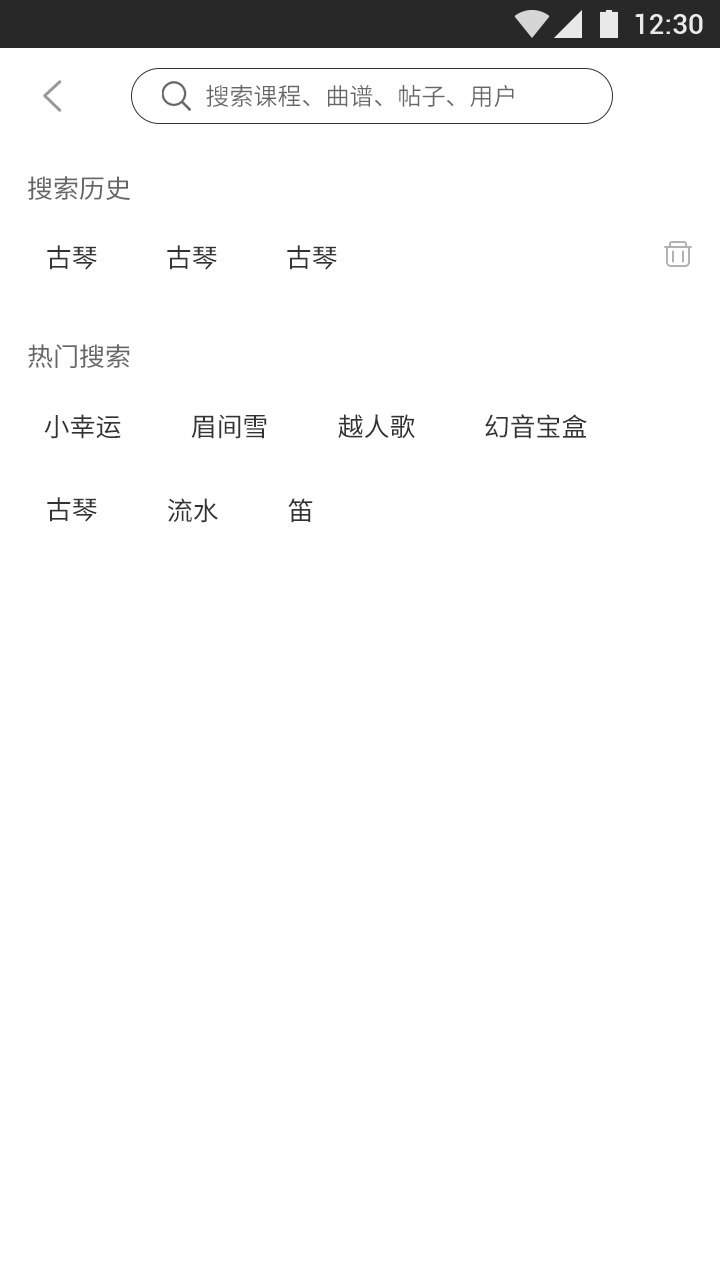 12:30
搜索课程、曲谱、帖子、用户
搜索历史
古琴 古琴 古琴
热门搜索
小幸运 眉间雪 越人歌 幻音宝盒
古琴 流水 笛